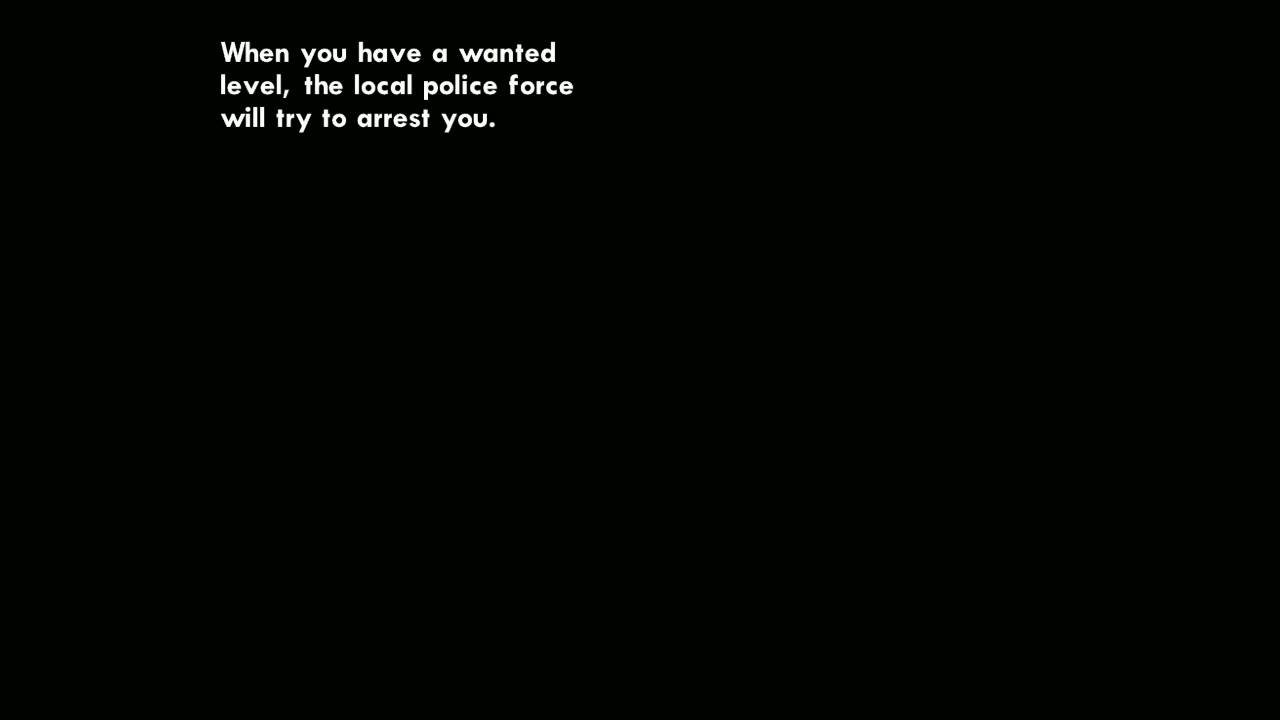 When you have a wanted
level, the local police force
will try to arrest you.